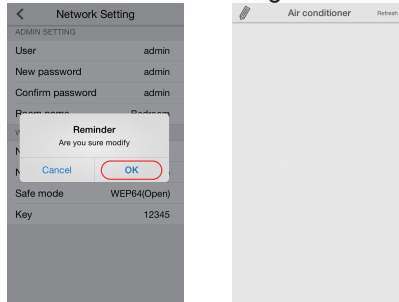 Network Setting
ADMIN SETTING
User admin
New password admin
Confirm password admin
Room name Bedroom
Reminder
Are you sure modify
Cancel OK
Safe mode WEP64(Open)
Key 12345
Air conditioner Refresh